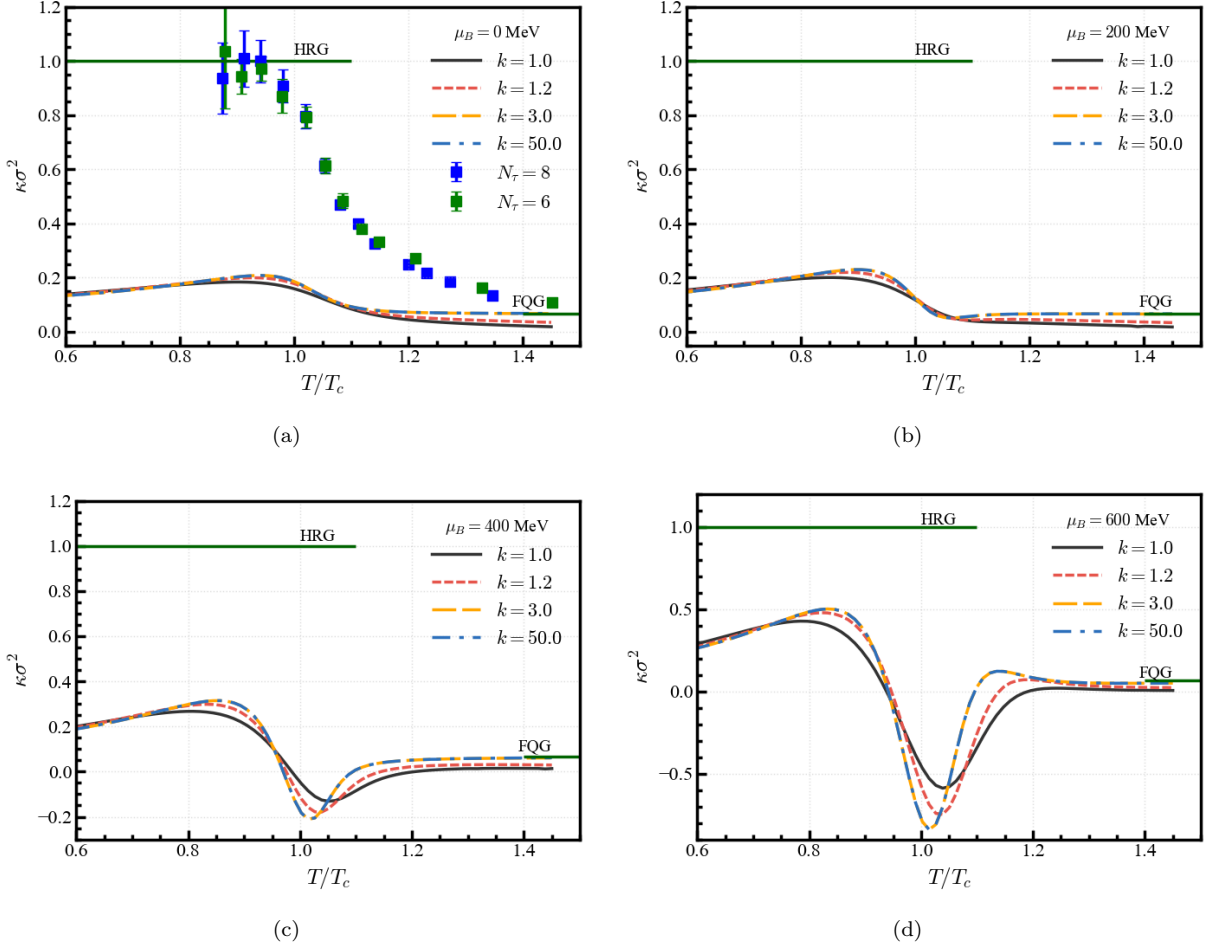 1.2
1.0
0.8
0.6
0.4
0.2
0.0
κσ²
HRG
FQG
μ_B = 0 MeV
k = 1.0
k = 1.2
k = 3.0
k = 50.0
N_τ = 8
N_τ = 6
0.6 0.8 1.0 1.2 1.4
T/T_c
(a)
1.2
1.0
0.8
0.6
0.4
0.2
0.0
κσ²
HRG
FQG
μ_B = 200 MeV
k = 1.0
k = 1.2
k = 3.0
k = 50.0
0.6 0.8 1.0 1.2 1.4
T/T_c
(b)
1.2
1.0
0.8
0.6
0.4
0.2
0.0
−0.2
κσ²
HRG
FQG
μ_B = 400 MeV
k = 1.0
k = 1.2
k = 3.0
k = 50.0
0.6 0.8 1.0 1.2 1.4
T/T_c
(c)
1.0
0.5
0.0
−0.5
κσ²
HRG
FQG
μ_B = 600 MeV
k = 1.0
k = 1.2
k = 3.0
k = 50.0
0.6 0.8 1.0 1.2 1.4
T/T_c
(d)